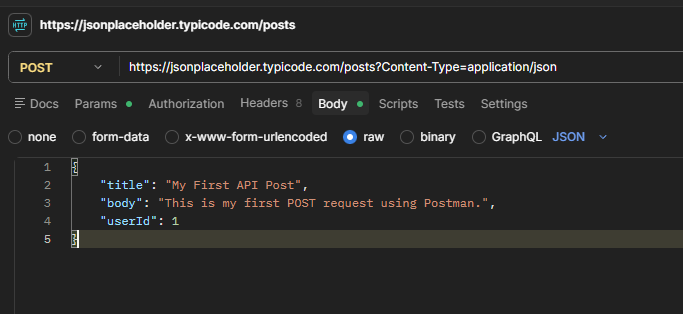 HTTP https://jsonplaceholder.typicode.com/posts
POST https://jsonplaceholder.typicode.com/posts?Content-Type=application/json
Docs Params Authorization Headers 8 Body Scripts Tests Settings
none form-data x-www-form-urlencoded raw binary GraphQL JSON
1 {
2 "title": "My First API Post",
3 "body": "This is my first POST request using Postman.",
4 "userId": 1
5 }